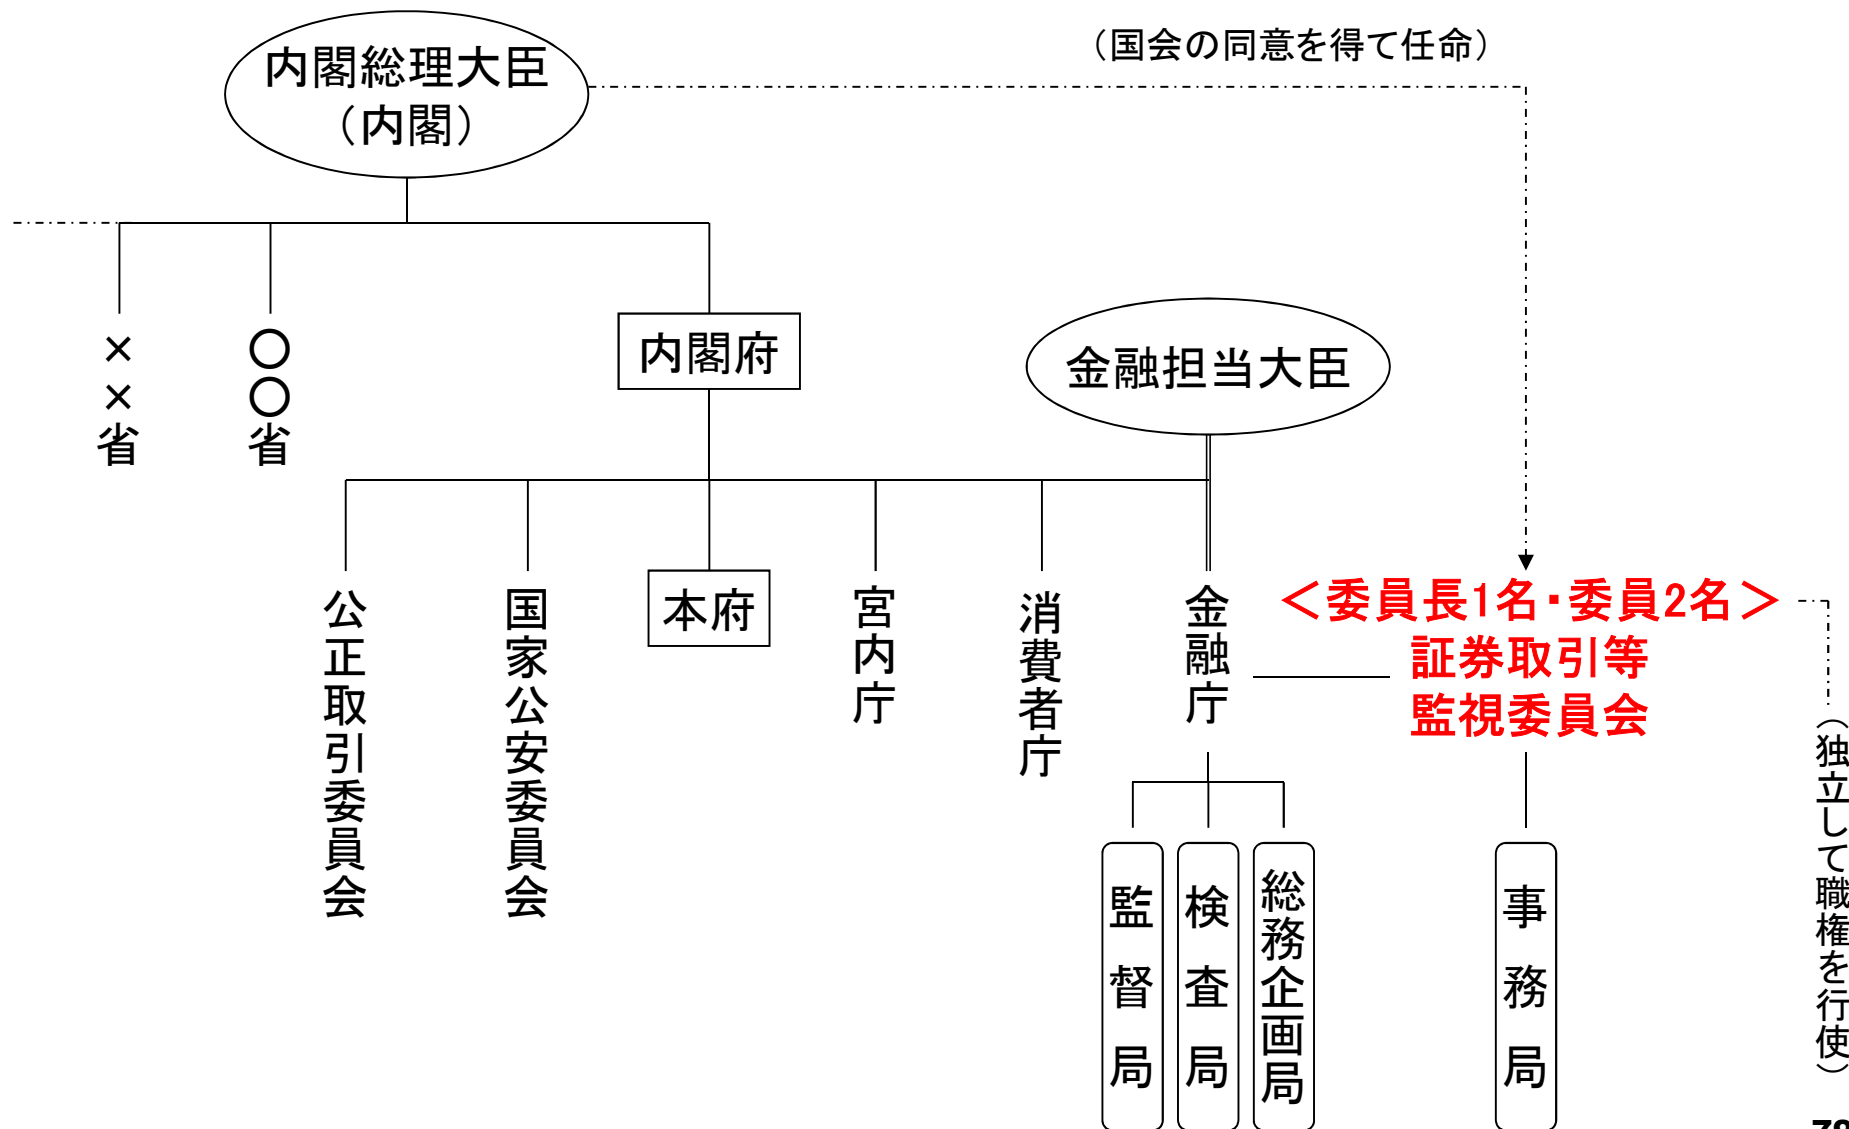 内閣総理大臣
（内閣）
（国会の同意を得て任命）
××省
○○省
内閣府
金融担当大臣
公正取引委員会
国家公安委員会
本府
宮内庁
消費者庁
金融庁
＜委員長1名・委員2名＞
証券取引等
監視委員会
（独立して職権を行使）
監督局
検査局
総務企画局
事務局